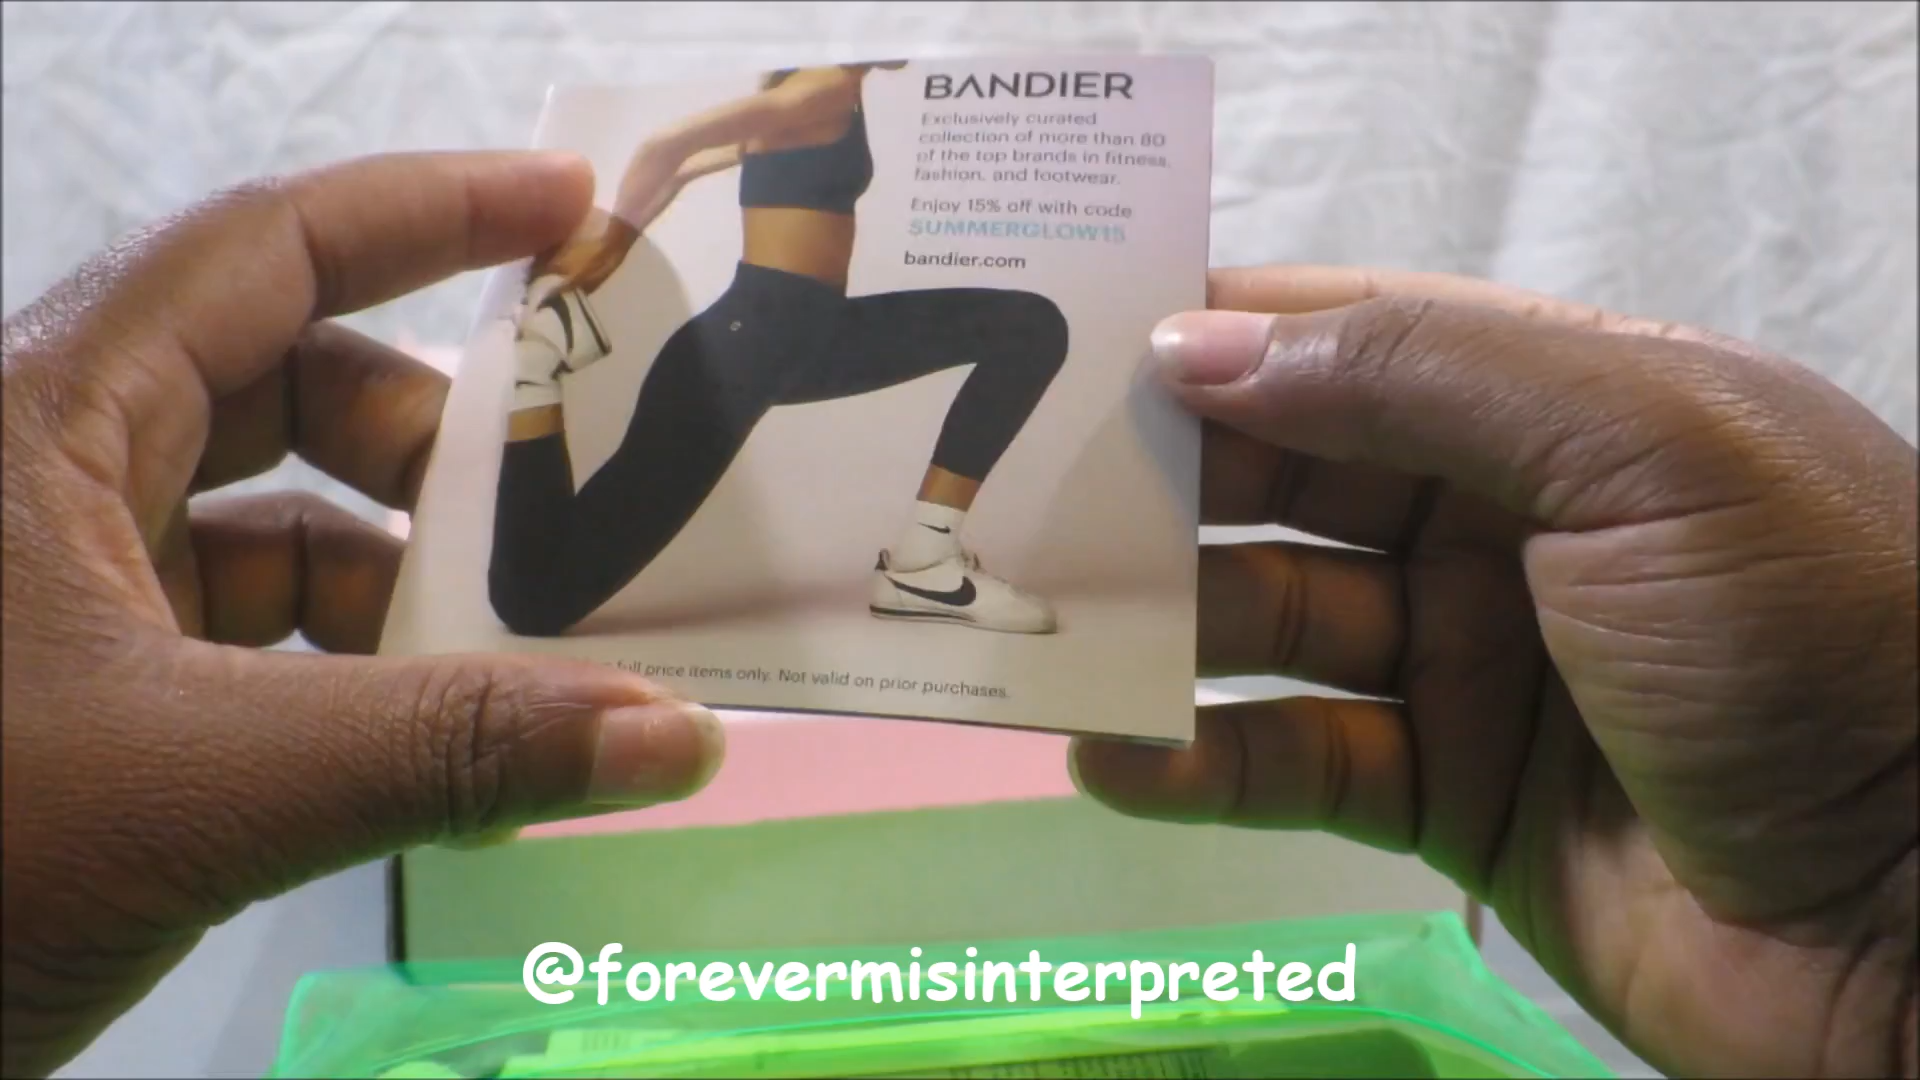 BANDIER
Exclusively curated
collection of more than 80
of the top brands in fitness,
fashion, and footwear.
Enjoy 15% off with code
SUMMERGLOW15
bandier.com
full price items only. Not valid on prior purchases.
@forevermisinterpreted